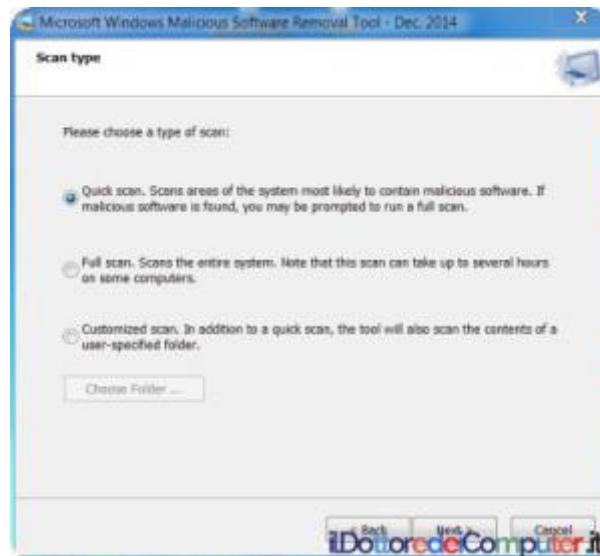 Microsoft Windows Malicious Software Removal Tool - Dec. 2014
Scan type
Please choose a type of scan:
Quick scan. Scans areas of the system most likely to contain malicious software. If
malicious software is found, you may be prompted to run a full scan.
Full scan. Scans the entire system. Note that this scan can take up to several hours
on some computers.
Customized scan. In addition to a quick scan, the tool will also scan the contents of a
user-specified folder.
Choose Folder ...
< Back Next > Cancel
ilDottoredelComputer.it